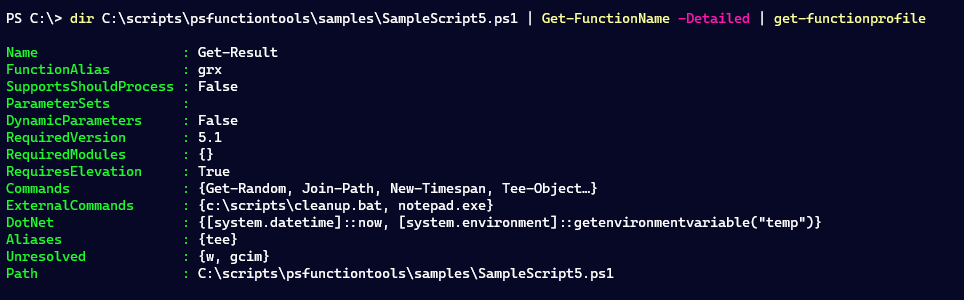 PS C:\> dir C:\scripts\psfunctiontools\samples\SampleScript5.ps1 | Get-FunctionName -Detailed | get-functionprofile
Name                  : Get-Result
FunctionAlias         : grx
SupportsShouldProcess : False
ParameterSets         :
DynamicParameters     : False
RequiredVersion       : 5.1
RequiredModules       : {}
RequiresElevation     : True
Commands              : {Get-Random, Join-Path, New-Timespan, Tee-Object…}
ExternalCommands      : {c:\scripts\cleanup.bat, notepad.exe}
DotNet                : {[system.datetime]::now, [system.environment]::getenvironmentvariable("temp")}
Aliases               : {tee}
Unresolved            : {w, gcim}
Path                  : C:\scripts\psfunctiontools\samples\SampleScript5.ps1